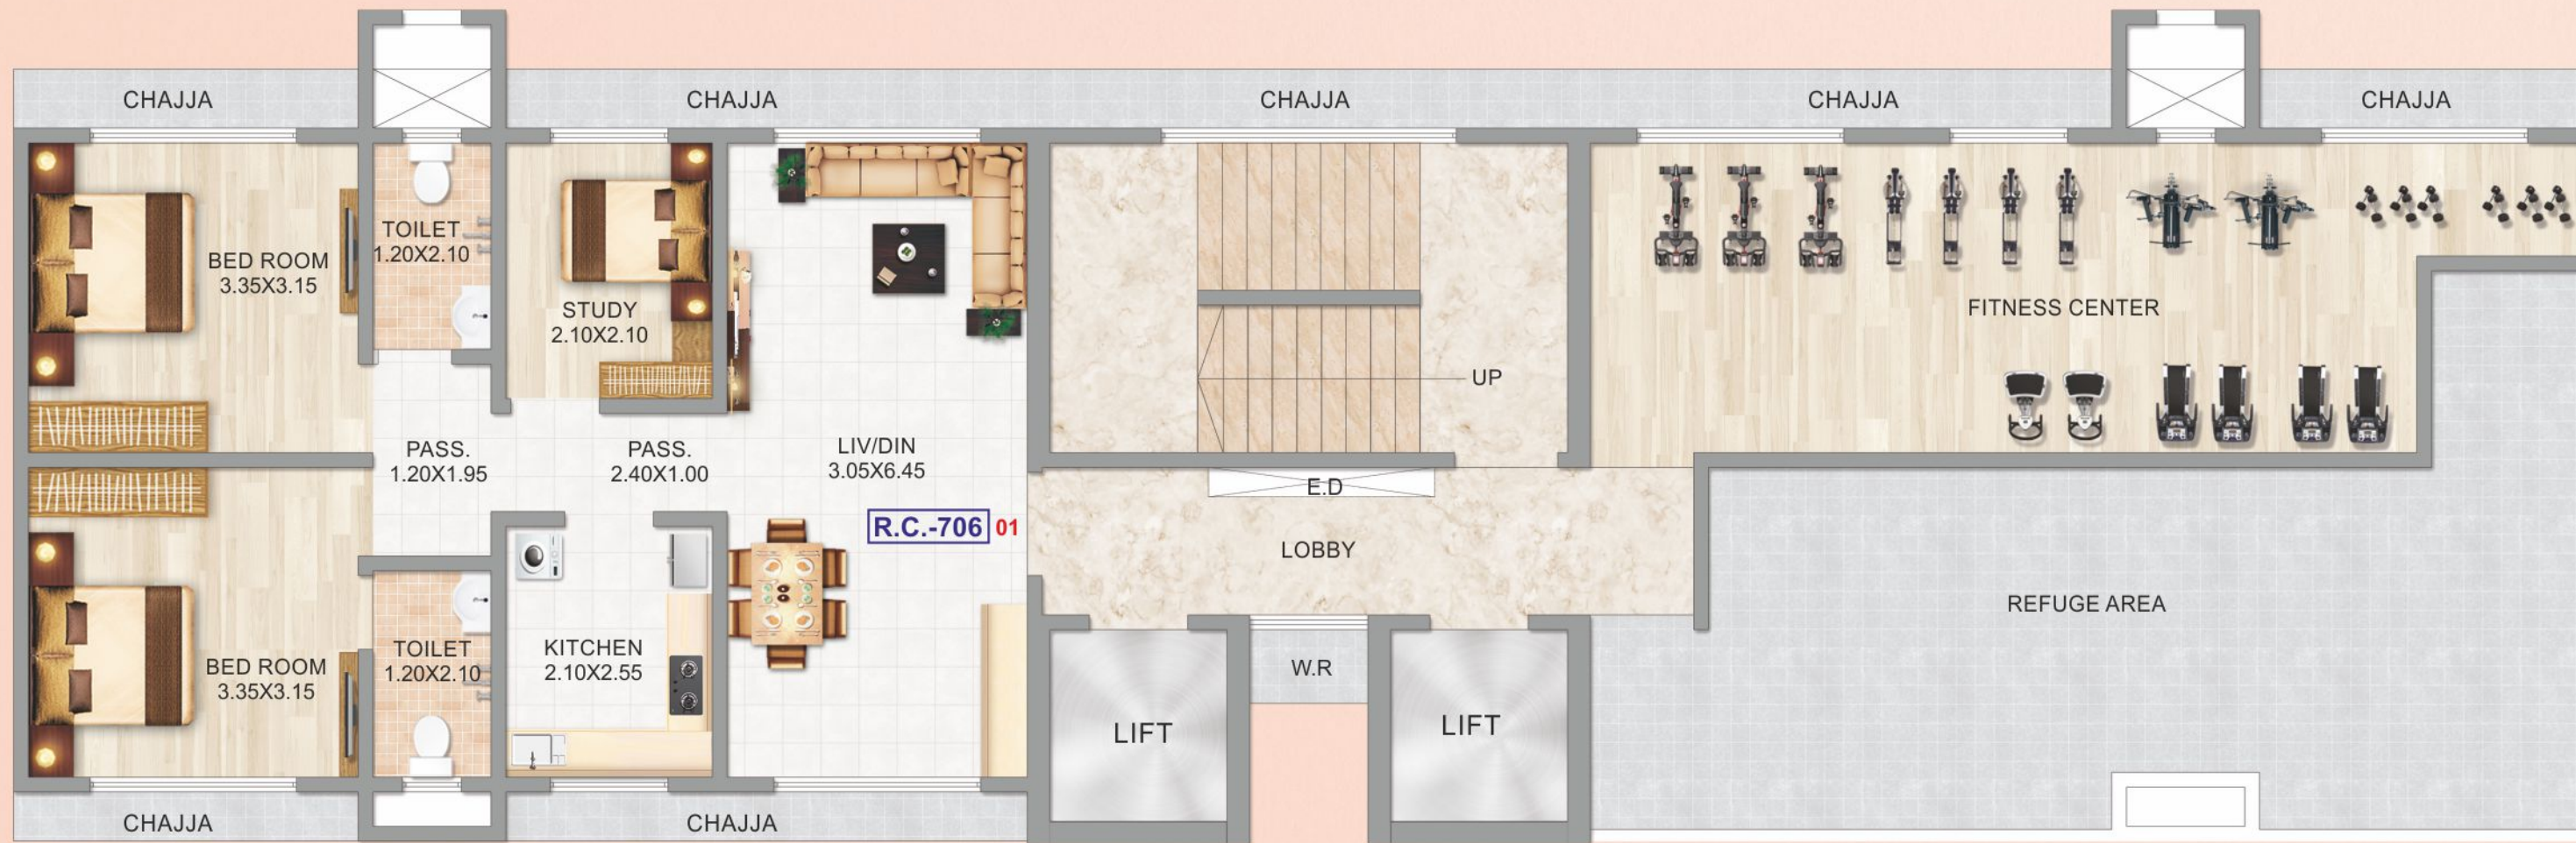 CHAJJA
CHAJJA
CHAJJA
CHAJJA
CHAJJA
BED ROOM
3.35X3.15
TOILET
1.20X2.10
STUDY
2.10X2.10
FITNESS CENTER
UP
PASS.
1.20X1.95
PASS.
2.40X1.00
LIV/DIN
3.05X6.45
R.C.-706 01
E.D
LOBBY
REFUGE AREA
BED ROOM
3.35X3.15
TOILET
1.20X2.10
KITCHEN
2.10X2.55
W.R
LIFT
LIFT
CHAJJA
CHAJJA